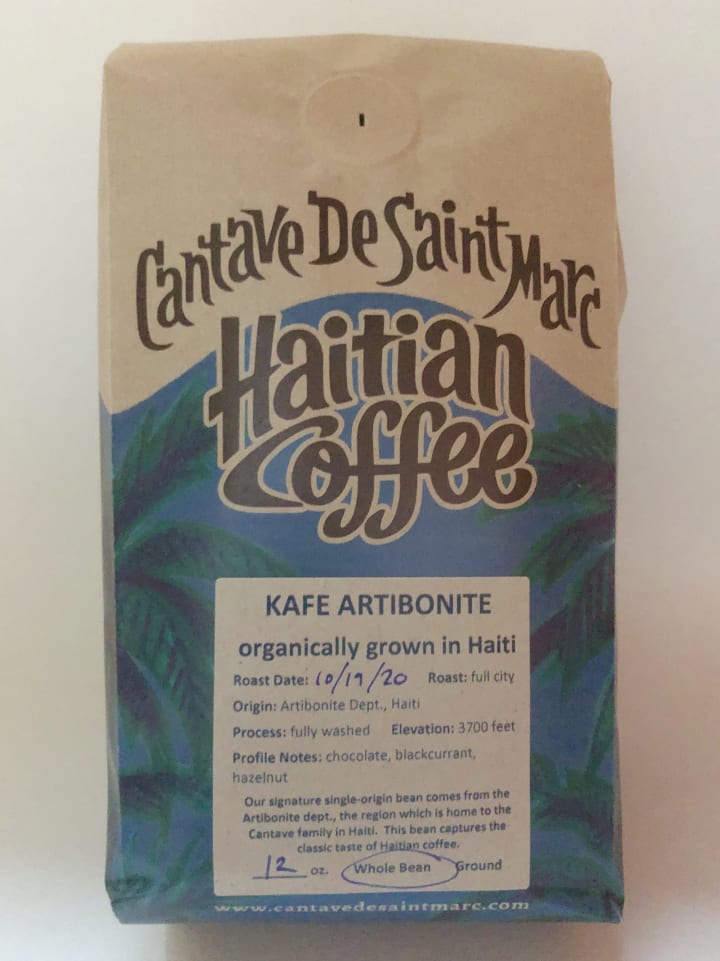 Cantave De Saint Marc
Haitian
Coffee
KAFE ARTIBONITE
organically grown in Haiti
Roast Date: 10/19/20 Roast: full city
Origin: Artibonite Dept., Haiti
Process: fully washed Elevation: 3700 feet
Profile Notes: chocolate, blackcurrant,
hazelnut
Our signature single-origin bean comes from the
Artibonite dept., the region which is home to the
Cantave family in Haiti. This bean captures the
classic taste of Haitian coffee.
12 oz. Whole Bean Ground
www.cantavedesaintmarc.com